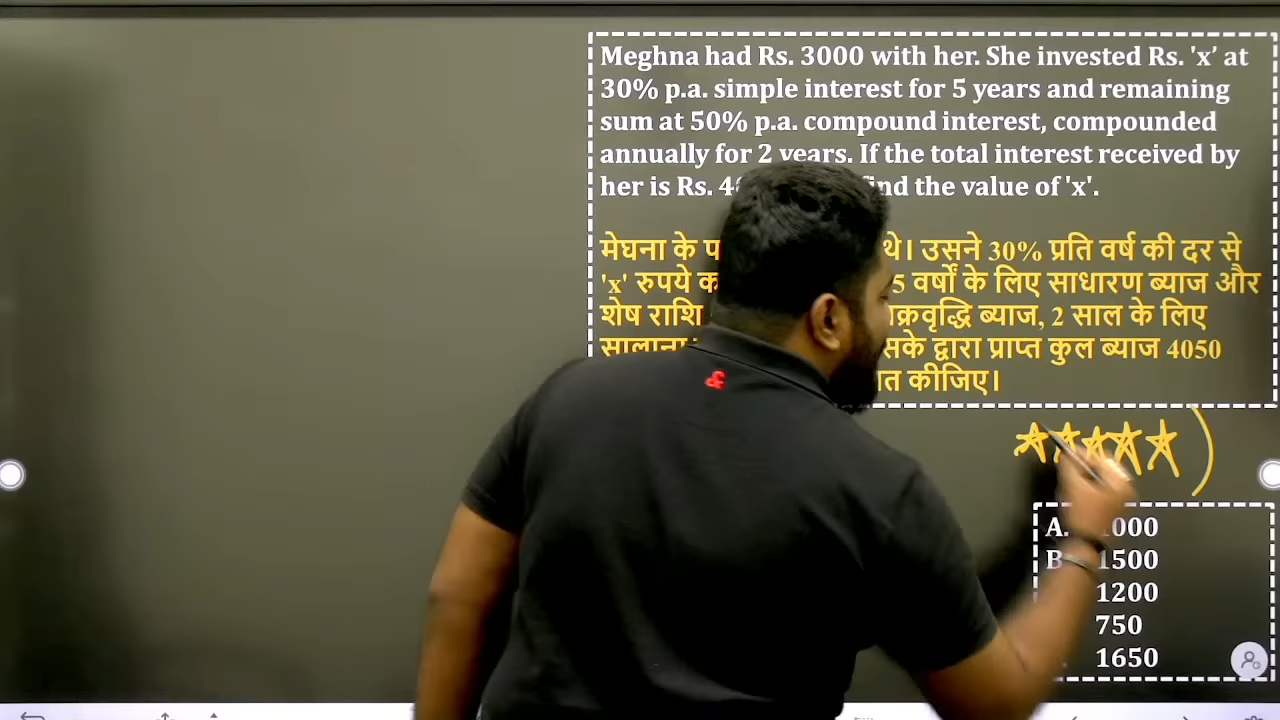 Meghna had Rs. 3000 with her. She invested Rs. 'x' at
30% p.a. simple interest for 5 years and remaining
sum at 50% p.a. compound interest, compounded
annually for 2 years. If the total interest received by
her is Rs. find the value of 'x'.
मेघना के थे। उसने 30% प्रति वर्ष की दर से
'x' रुपये 5 वर्षों के लिए साधारण ब्याज और
शेष राशि चक्रवृद्धि ब्याज, 2 साल के लिए
सालाना द्वारा प्राप्त कुल ब्याज 4050
कीजिए।
A. 1000
B 1500
1200
750
1650